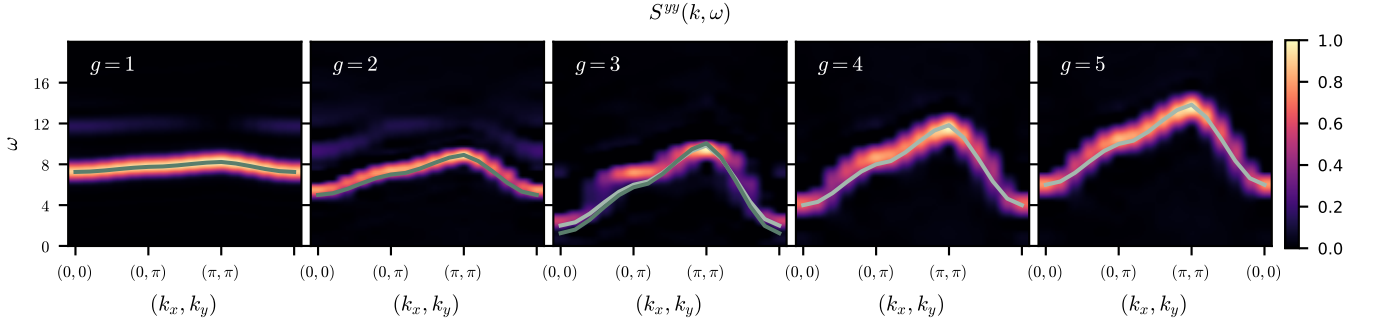 S^{yy}(k, ω)
g = 1
g = 2
g = 3
g = 4
g = 5
ω
16
12
8
4
0
(0, 0) (0, π) (π, π) (0, 0) (0, π) (π, π) (0, 0) (0, π) (π, π) (0, 0) (0, π) (π, π) (0, 0) (0, π) (π, π) (0, 0)
(k_x, k_y) (k_x, k_y) (k_x, k_y) (k_x, k_y) (k_x, k_y)
1.0
0.8
0.6
0.4
0.2
0.0